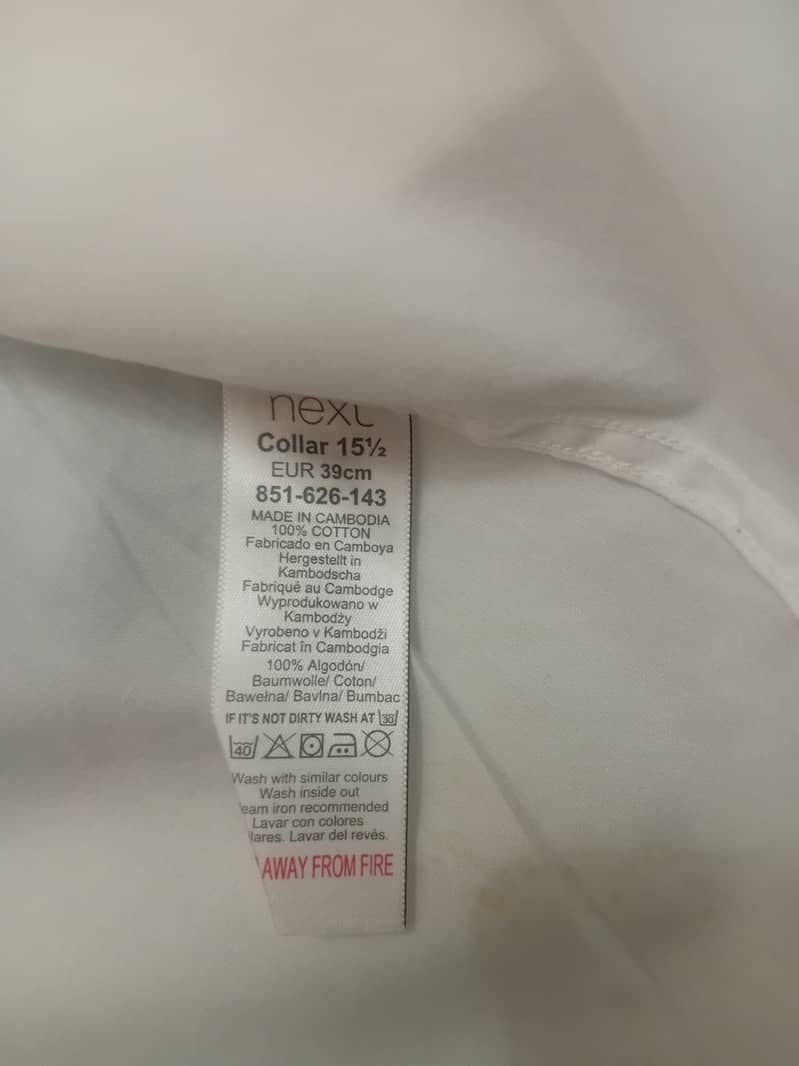 next
Collar 15½
EUR 39cm
851-626-143
MADE IN CAMBODIA
100% COTTON
Fabricado en Camboya
Hergestellt in
Kambodscha
Fabriqué au Cambodge
Wyprodukowano w
Kambodży
Vyrobeno v Kambodži
Fabricat în Cambodgia
100% Algodón/
Baumwolle/ Coton/
Bawełna/ Bavlna/ Bumbac
IF IT'S NOT DIRTY WASH AT 30
40
Wash with similar colours
Wash inside out
eam iron recommended
Lavar con colores
ilares. Lavar del revés.
AWAY FROM FIRE